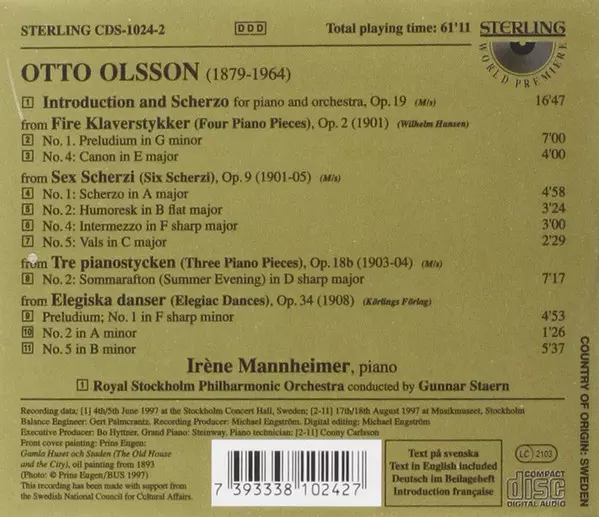 STERLING CDS-1024-2
DDD
Total playing time: 61'11
STERLING
WORLD PREMIERE
OTTO OLSSON (1879-1964)
1 Introduction and Scherzo for piano and orchestra, Op. 19 (M/s) 16'47
from Fire Klaverstykker (Four Piano Pieces), Op. 2 (1901) (Wilhelm Hansen)
2 No. 1. Preludium in G minor 7'00
3 No. 4: Canon in E major 4'00
from Sex Scherzi (Six Scherzi), Op. 9 (1901-05) (M/s)
4 No. 1: Scherzo in A major 4'58
5 No. 2: Humoresk in B flat major 3'24
6 No. 4: Intermezzo in F sharp major 3'00
7 No. 5: Vals in C major 2'29
from Tre pianostycken (Three Piano Pieces), Op. 18b (1903-04) (M/s)
8 No. 2: Sommarafton (Summer Evening) in D sharp major 7'17
from Elegiska danser (Elegiac Dances), Op. 34 (1908) (Körlings Förlag)
9 Preludium; No. 1 in F sharp minor 4'53
10 No. 2 in A minor 1'26
11 No. 5 in B minor 5'37
Irène Mannheimer, piano
1 Royal Stockholm Philharmonic Orchestra conducted by Gunnar Staern
Recording data; [1] 4th/5th June 1997 at the Stockholm Concert Hall, Sweden; [2-11] 17th/18th August 1997 at Musikmuseet, Stockholm
Balance Engineer: Gert Palmcrantz. Recording Producer: Michael Engström. Digital editing: Michael Engström
Executive Producer: Bo Hyttner. Grand Piano: Steinway. Piano technician: [2-11] Conny Carlsson
Front cover painting: Prins Eugen:
Gamla Huset och Staden (The Old House
and the City), oil painting from 1893
(Photo: © Prins Eugen/BUS 1997)
This recording has been made with support from
the Swedish National Council for Cultural Affairs.
7 393338 102427
Text på svenska
Text in English included
Deutsch im Beilageheft
Introduction française
LC 2103
COMPACT
disc
DIGITAL AUDIO
COUNTRY OF ORIGIN: SWEDEN